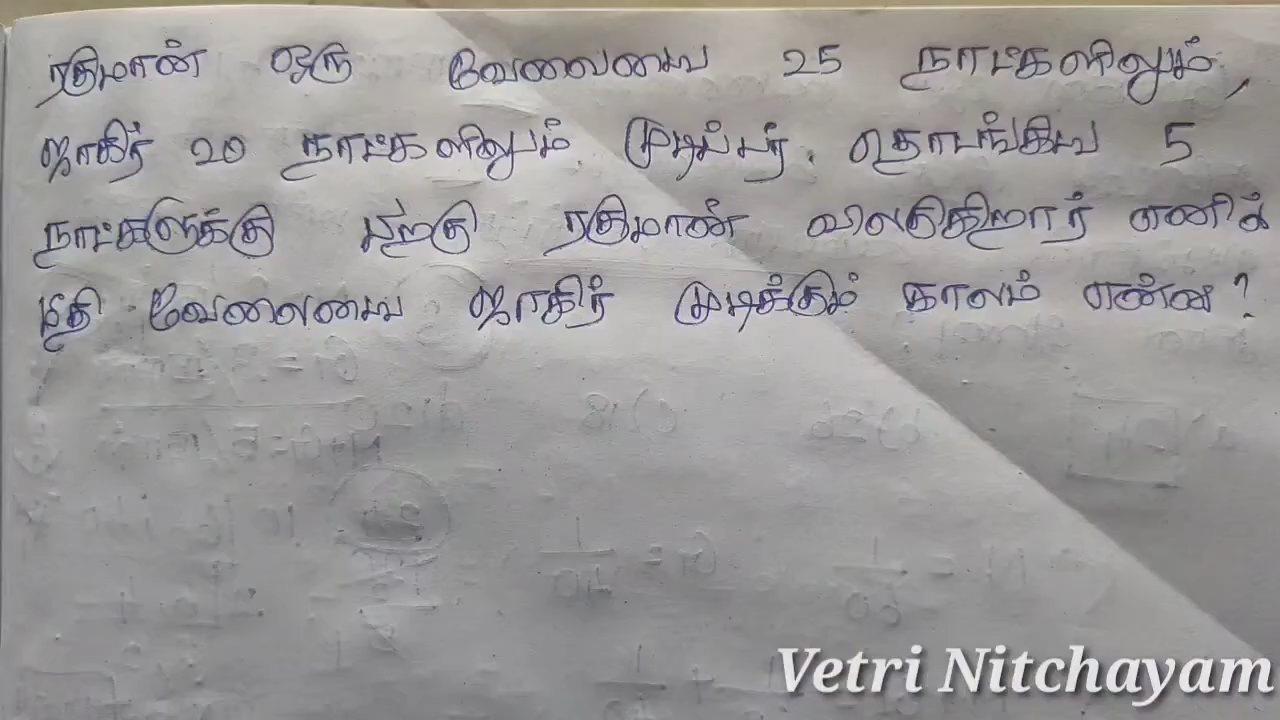 ரகுமான் ஒரு வேலையை 25 நாட்களிலும்,
ஜாகிர் 20 நாட்களிலும் முடிப்பர். தொடங்கிய 5
நாட்களுக்கு பிறகு ரகுமான் விலகுகிறார் எனில்
மீதி வேலையை ஜாகிர் முடிக்கும் காலம் என்ன?
Vetri Nitchayam